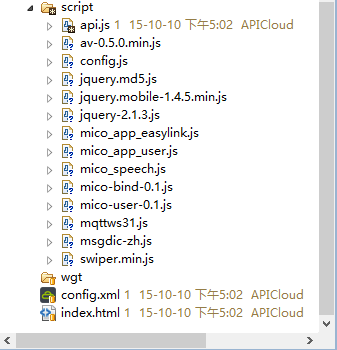 script
api.js 1 15-10-10 下午5:02 APICloud
av-0.5.0.min.js
config.js
jquery.md5.js
jquery.mobile-1.4.5.min.js
jquery-2.1.3.js
mico_app_easylink.js
mico_app_user.js
mico_speech.js
mico-bind-0.1.js
mico-user-0.1.js
mqttws31.js
msgdic-zh.js
swiper.min.js
wgt
config.xml 1 15-10-10 下午5:02 APICloud
index.html 1 15-10-10 下午5:02 APICloud